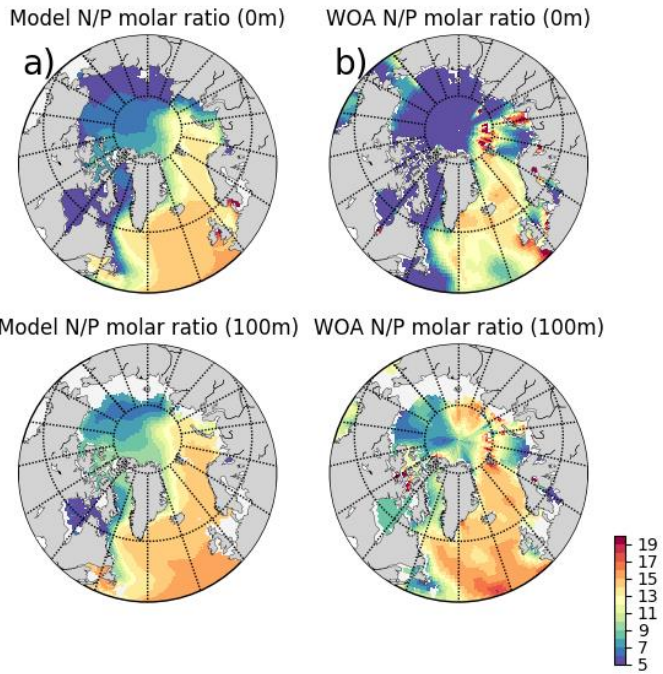 Model N/P molar ratio (0m)
WOA N/P molar ratio (0m)
a)
b)
Model N/P molar ratio (100m)
WOA N/P molar ratio (100m)
19
17
15
13
11
9
7
5